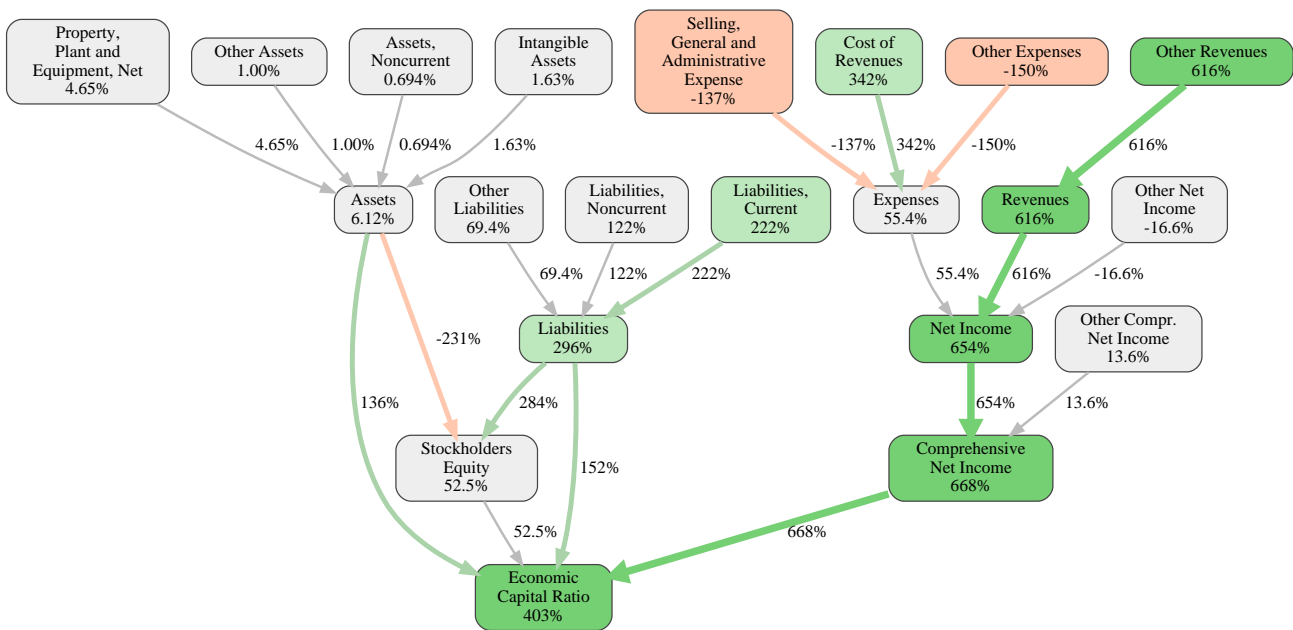 Property,
Plant and
Equipment, Net
4.65%
Other Assets
1.00%
Assets,
Noncurrent
0.694%
Intangible
Assets
1.63%
Selling,
General and
Administrative
Expense
-137%
Cost of
Revenues
342%
Other Expenses
-150%
Other Revenues
616%
4.65%
1.00%
0.694%
1.63%
-137%
342%
-150%
616%
Assets
6.12%
Other
Liabilities
69.4%
Liabilities,
Noncurrent
122%
Liabilities,
Current
222%
Expenses
55.4%
Revenues
616%
Other Net
Income
-16.6%
69.4%
122%
222%
55.4%
616%
-16.6%
Liabilities
296%
Net Income
654%
Other Compr.
Net Income
13.6%
-231%
136%
284%
654%
13.6%
Stockholders
Equity
52.5%
152%
Comprehensive
Net Income
668%
52.5%
668%
Economic
Capital Ratio
403%